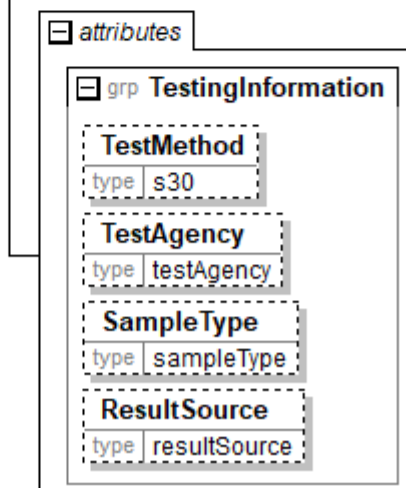 attributes
grp TestingInformation
TestMethod
type s30
TestAgency
type testAgency
SampleType
type sampleType
ResultSource
type resultSource